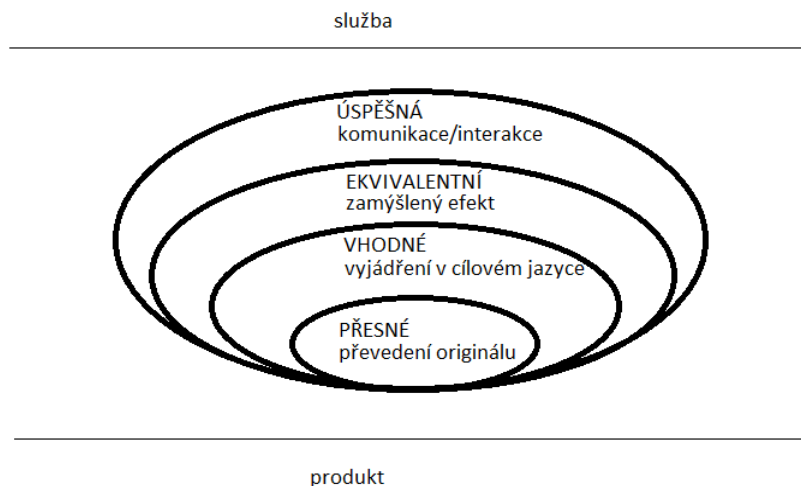 služba
ÚSPĚŠNÁ
komunikace/interakce
EKVIVALENTNÍ
zamýšlený efekt
VHODNÉ
vyjádření v cílovém jazyce
PŘESNÉ
převedení originálu
produkt